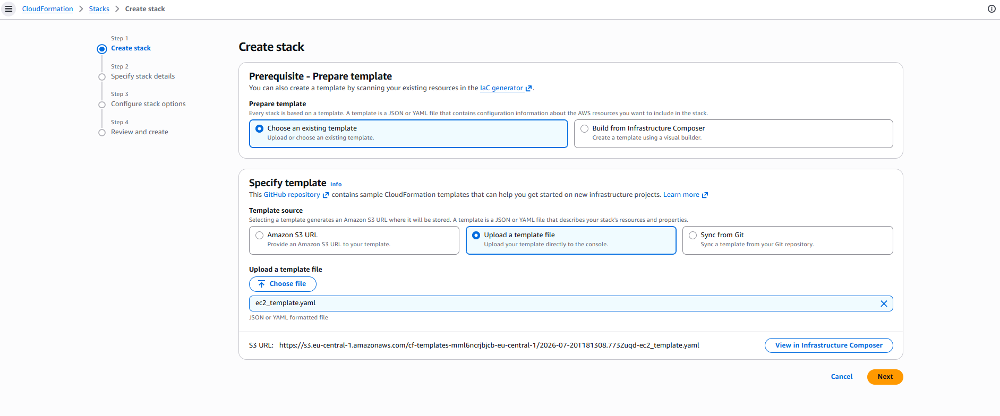 CloudFormation > Stacks > Create stack
Step 1
Create stack
Step 2
Specify stack details
Step 3
Configure stack options
Step 4
Review and create
Create stack
Prerequisite - Prepare template
You can also create a template by scanning your existing resources in the IaC generator.
Prepare template
Every stack is based on a template. A template is a JSON or YAML file that contains configuration information about the AWS resources you want to include in the stack.
Choose an existing template
Upload or choose an existing template.
Build from Infrastructure Composer
Create a template using a visual builder.
Specify template Info
This GitHub repository contains sample CloudFormation templates that can help you get started on new infrastructure projects. Learn more
Template source
Selecting a template generates an Amazon S3 URL where it will be stored. A template is a JSON or YAML file that describes your stack's resources and properties.
Amazon S3 URL
Provide an Amazon S3 URL to your template.
Upload a template file
Upload your template directly to the console.
Sync from Git
Sync a template from your Git repository.
Upload a template file
Choose file
ec2_template.yaml
JSON or YAML formatted file
S3 URL: https://s3.eu-central-1.amazonaws.com/cf-templates-mml6ncrjbjcb-eu-central-1/2026-07-20T181308.773Zuqd-ec2_template.yaml
View in Infrastructure Composer
Cancel
Next